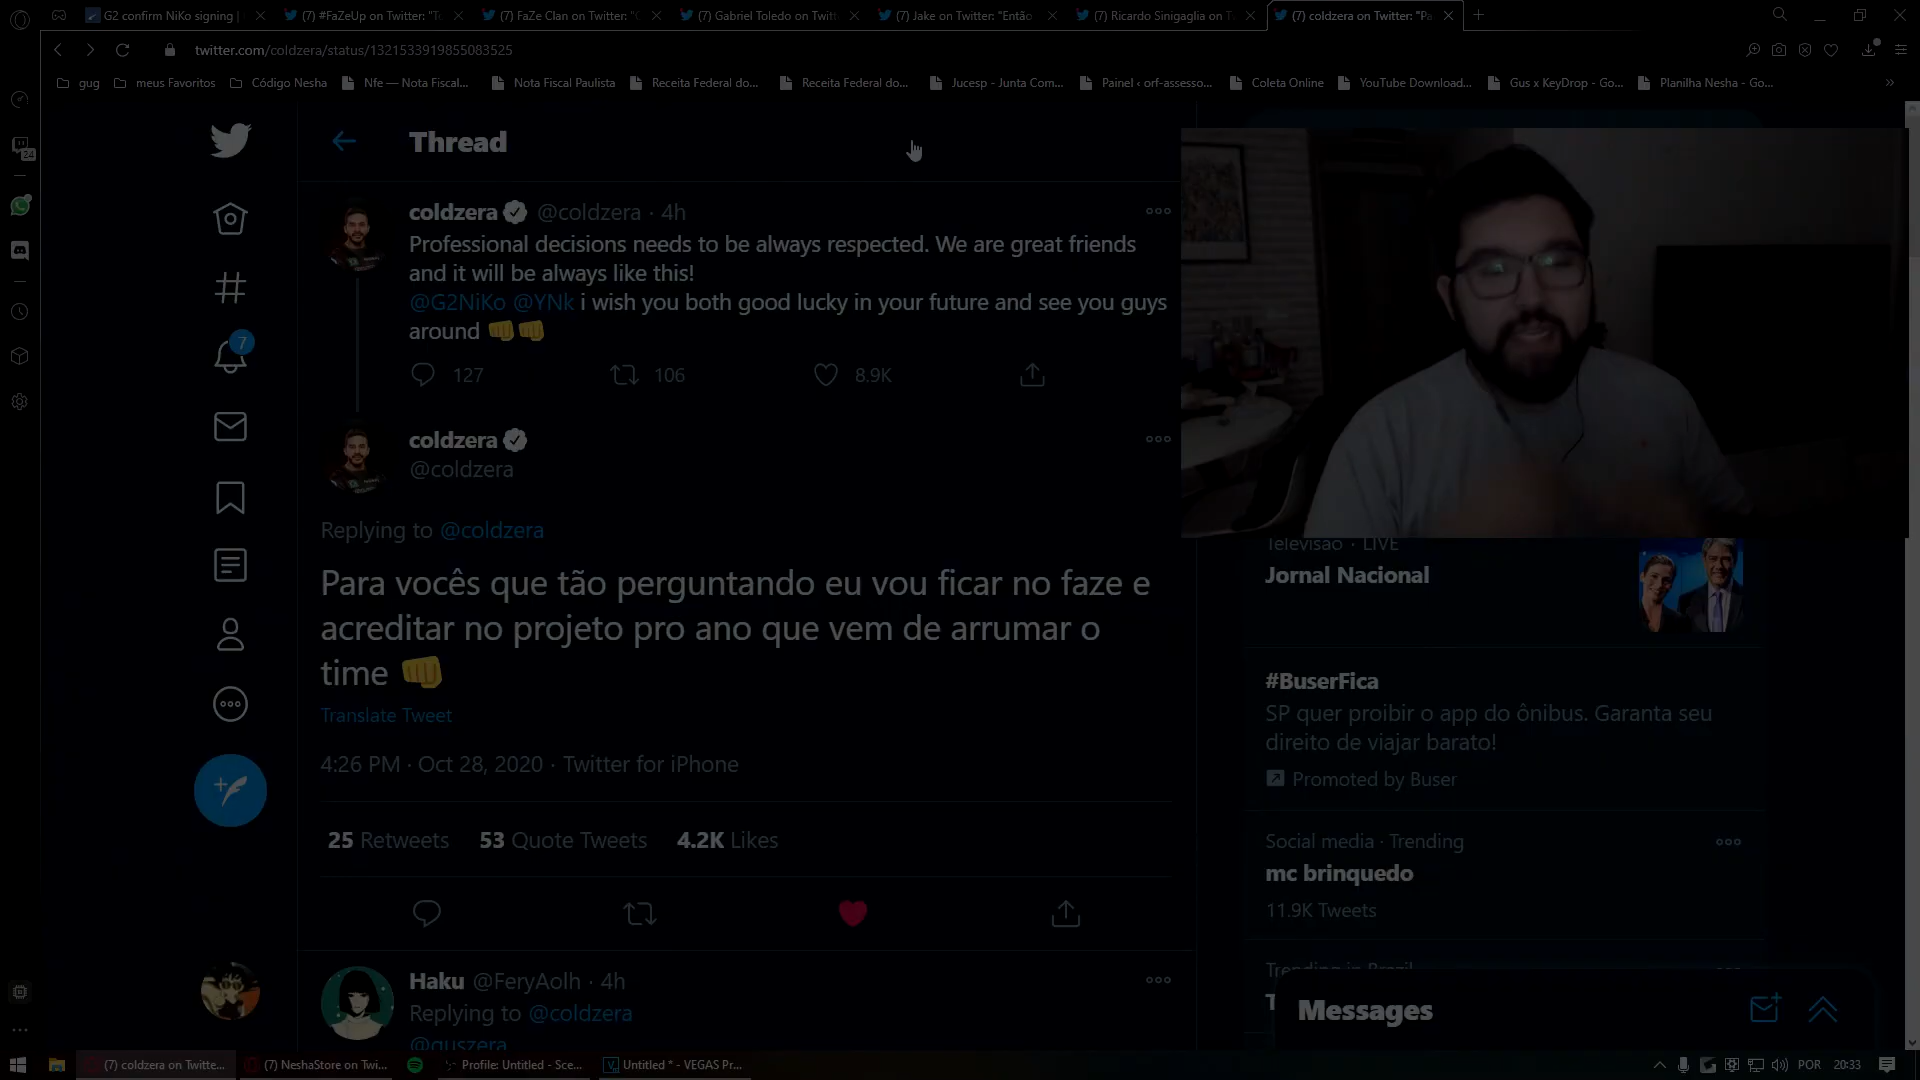 G2 confirm NiKo signing |
(7) #FaZeUp on Twitter: "To
(7) FaZe Clan on Twitter: "
(7) Gabriel Toledo on Twitt
(7) Jake on Twitter: "Então
(7) Ricardo Sinigaglia on T
(7) coldzera on Twitter: "Pa
twitter.com/coldzera/status/1321533919855083525
gug
meus Favoritos
Código Nesha
Nfe — Nota Fiscal...
Nota Fiscal Paulista
Receita Federal do...
Receita Federal do...
Jucesp - Junta Com...
Painel ‹ orf-assesso...
Coleta Online
YouTube Download...
Gus x KeyDrop - Go...
Planilha Nesha - Go...
24
Thread
coldzera @coldzera · 4h
Professional decisions needs to be always respected. We are great friends
and it will be always like this!
@G2NiKo @YNk i wish you both good lucky in your future and see you guys
around 👊👊
127 106 8.9K
7
coldzera
@coldzera
Replying to @coldzera
Para vocês que tão perguntando eu vou ficar no faze e
acreditar no projeto pro ano que vem de arrumar o
time 👊
Translate Tweet
4:26 PM · Oct 28, 2020 · Twitter for iPhone
25 Retweets 53 Quote Tweets 4.2K Likes
Haku @FeryAolh · 4h
Replying to @coldzera
@guszera
Televisão · LIVE
Jornal Nacional
#BuserFica
SP quer proibir o app do ônibus. Garanta seu
direito de viajar barato!
Promoted by Buser
Social media · Trending
mc brinquedo
11.9K Tweets
Trending in Brazil
T
Messages
(7) coldzera on Twitte...
(7) NeshaStore on Twi...
Profile: Untitled - Sce...
Untitled * - VEGAS Pr...
POR 20:33